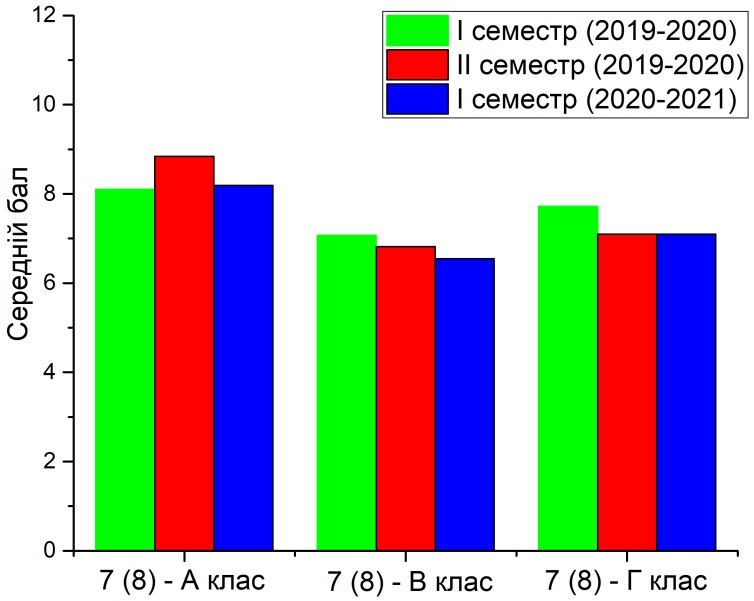 12
10
8
6
4
2
0
Середній бал
I семестр (2019-2020)
II семестр (2019-2020)
I семестр (2020-2021)
7 (8) - А клас
7 (8) - В клас
7 (8) - Г клас